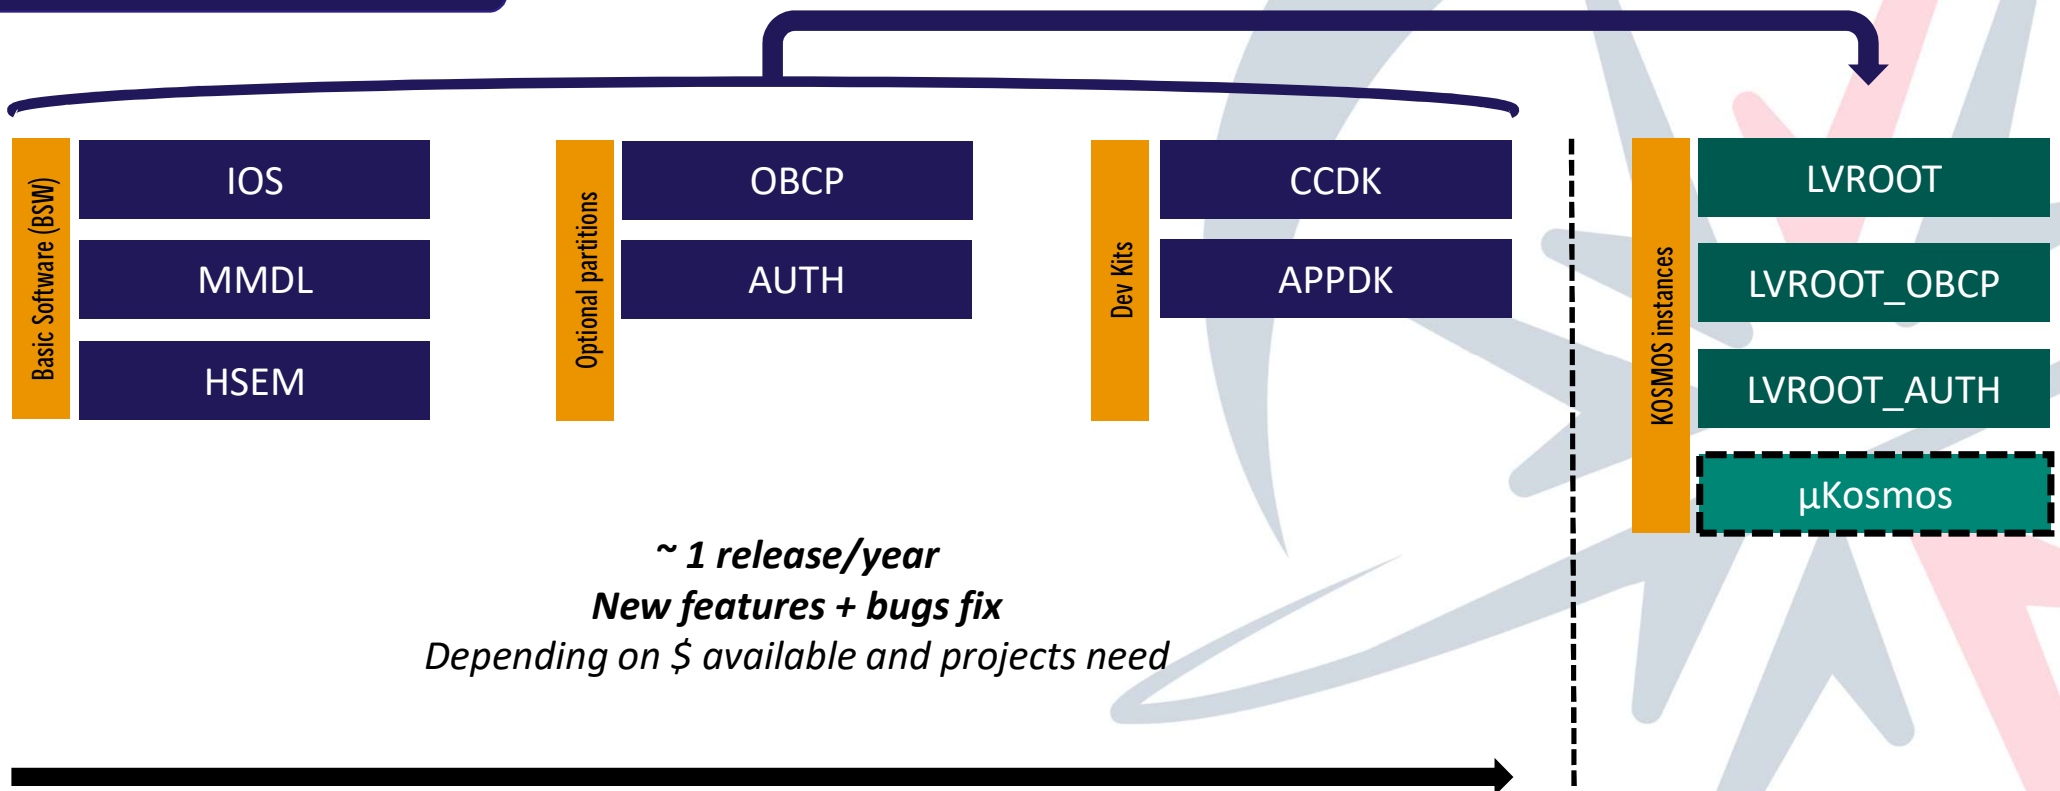 Basic Software (BSW)
IOS
MMDL
HSEM
Optional partitions
OBCP
AUTH
Dev Kits
CCDK
APPDK
KOSMOS instances
LVROOT
LVROOT_OBCP
LVROOT_AUTH
µKosmos
~ 1 release/year
New features + bugs fix
Depending on $ available and projects need